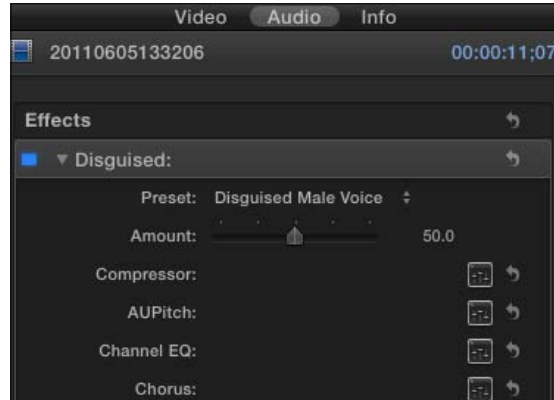 Video Audio Info
20110605133206 00:00:11;07
Effects
Disguised:
Preset: Disguised Male Voice
Amount: 50.0
Compressor:
AUPitch:
Channel EQ:
Chorus: